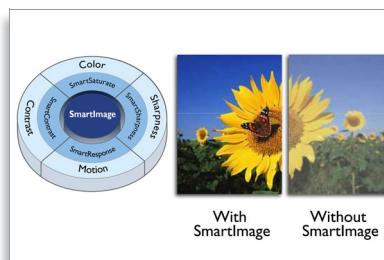 Color
SmartSaturate
Contrast
SmartContrast
SmartImage
SmartSharpness
Sharpness
SmartResponse
Motion
With
SmartImage
Without
SmartImage